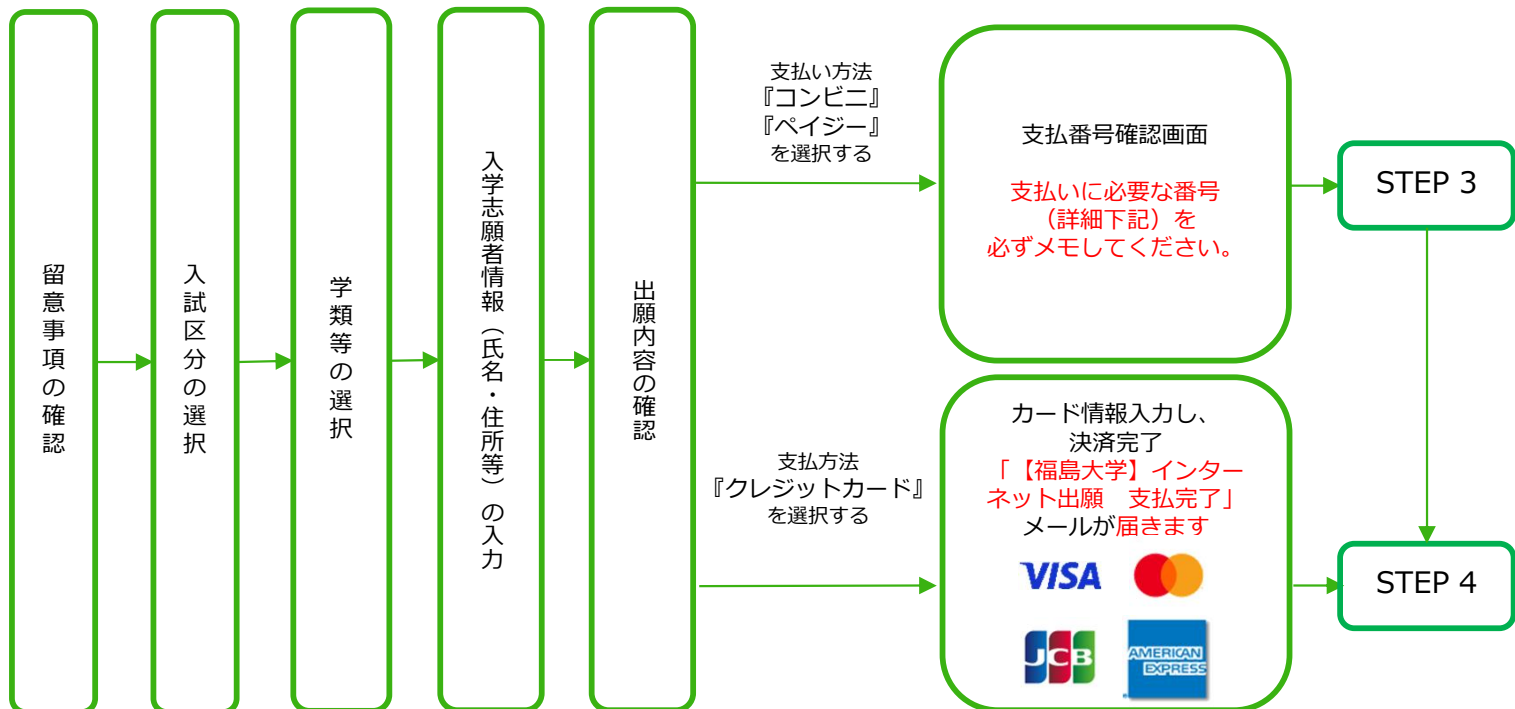 留意事項の確認
入試区分の選択
学類等の選択
入学志願者情報（氏名・住所等）の入力
出願内容の確認
支払い方法
『コンビニ』
『ペイジー』
を選択する
支払番号確認画面
支払いに必要な番号
（詳細下記）を
必ずメモしてください。
STEP 3
支払方法
『クレジットカード』
を選択する
カード情報入力し、
決済完了
「【福島大学】インター
ネット出願　支払完了」
メールが届きます
VISA
JCB
AMERICAN
EXPRESS
STEP 4